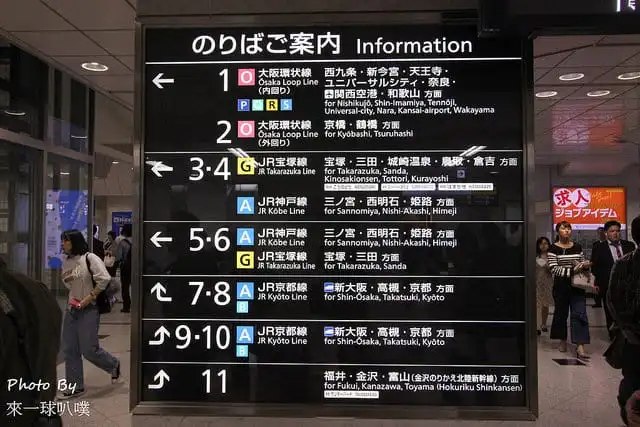 のりばご案内 Information
1 O 大阪環状線 西九条・新今宮・天王寺・
Osaka Loop Line ユニバーサルシティ・奈良・
(内回り) 関西空港・和歌山 方面
P Q R S for Nishikujō, Shin-Imamiya, Tennōji,
Universal-city, Nara, Kansai-airport, Wakayama
2 O 大阪環状線 京橋・鶴橋 方面
Ōsaka Loop Line for Kyōbashi, Tsuruhashi
(外回り)
3・4 G JR宝塚線 宝塚・三田・城崎温泉・鳥取・倉吉 方面
JR Takarazuka Line for Takarazuka, Sanda,
Kinosakionsen, Tottori, Kurayoshi
A JR神戸線 三ノ宮・西明石・姫路 方面
JR Kōbe Line for Sannomiya, Nishi-Akashi, Himeji
5・6 A JR神戸線 三ノ宮・西明石・姫路 方面
JR Kōbe Line for Sannomiya, Nishi-Akashi, Himeji
G JR宝塚線 宝塚・三田 方面
JR Takarazuka Line for Takarazuka, Sanda
7・8 A JR京都線 新大阪・高槻・京都 方面
B JR Kyōto Line for Shin-Ōsaka, Takatsuki, Kyōto
9・10 A JR京都線 新大阪・高槻・京都 方面
B JR Kyōto Line for Shin-Ōsaka, Takatsuki, Kyōto
11 福井・金沢・富山(金沢のりかえ北陸新幹線) 方面
for Fukui, Kanazawa, Toyama (Hokuriku Shinkansen)
求人
ジョブアイデム
Photo By
來一球叭噗